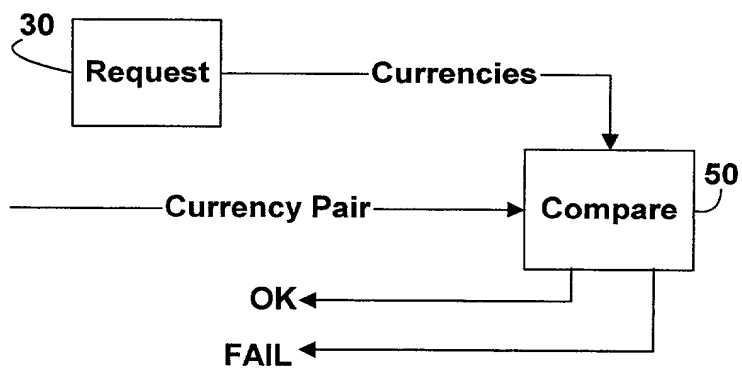 30
Request
Currencies
50
Currency Pair
Compare
OK
FAIL